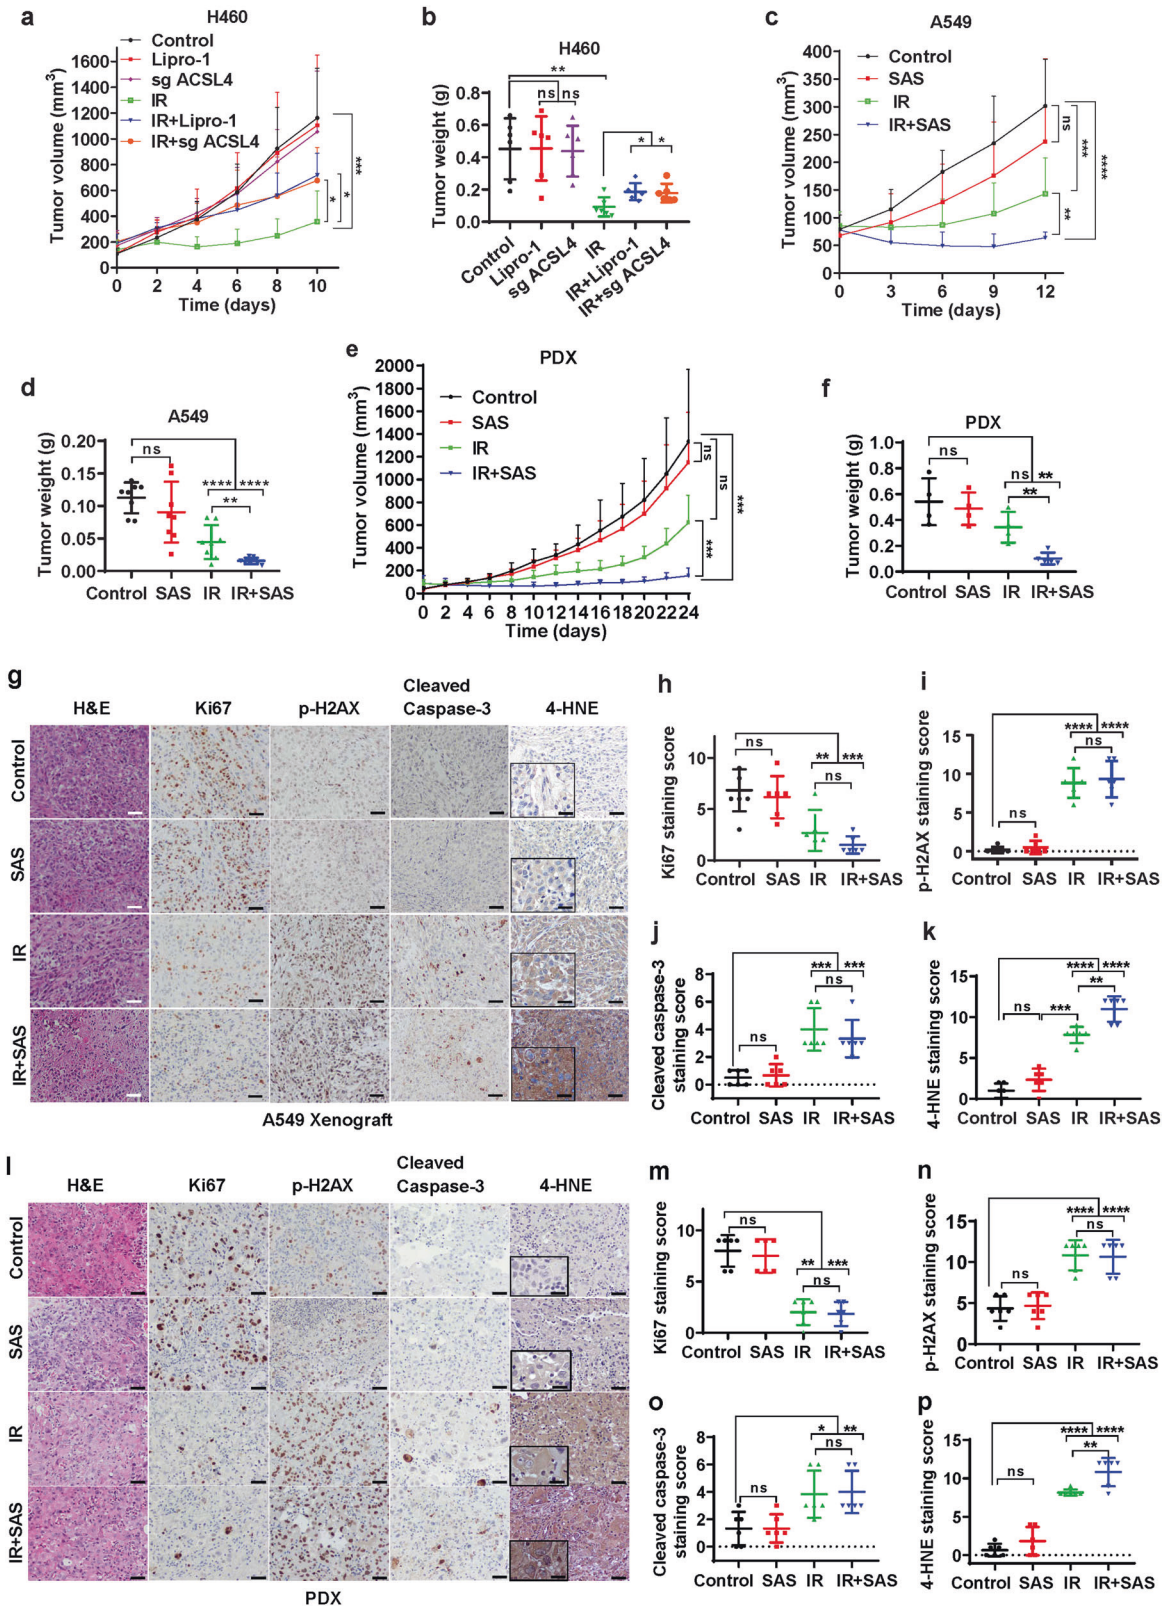 a
H460
Control
Lipro-1
sg ACSL4
IR
IR+Lipro-1
IR+sg ACSL4
Tumor volume (mm³)
1600
1400
1200
1000
800
600
400
200
0
0 2 4 6 8 10
Time (days)
* * ***
b
H460
Tumor weight (g)
0.8
0.6
0.4
0.2
0.0
**
ns ns
* *
Control
Lipro-1
sg ACSL4
IR
IR+Lipro-1
IR+sg ACSL4
c
A549
Control
SAS
IR
IR+SAS
Tumor volume (mm³)
400
350
300
250
200
150
100
50
0
0 3 6 9 12
Time (days)
ns
***
****
**
d
A549
Tumor weight (g)
0.20
0.15
0.10
0.05
0.00
ns
**** ****
**
Control SAS IR IR+SAS
e
PDX
Control
SAS
IR
IR+SAS
Tumor volume (mm³)
2000
1800
1600
1400
1200
1000
800
600
400
200
0
0 2 4 6 8 10 12 14 16 18 20 22 24
Time (days)
ns
ns
***
***
f
PDX
Tumor weight (g)
1.0
0.8
0.6
0.4
0.2
0.0
ns
ns **
**
Control SAS IR IR+SAS
g
H&E Ki67 p-H2AX Cleaved Caspase-3 4-HNE
Control
SAS
IR
IR+SAS
A549 Xenograft
h
Ki67 staining score
10
5
0
ns
** ***
ns
Control SAS IR IR+SAS
i
p-H2AX staining score
15
10
5
0
ns
**** ****
ns
Control SAS IR IR+SAS
j
Cleaved caspase-3
staining score
8
6
4
2
0
ns
*** ***
ns
Control SAS IR IR+SAS
k
4-HNE staining score
15
10
5
0
ns
***
**** ****
**
Control SAS IR IR+SAS
l
H&E Ki67 p-H2AX Cleaved Caspase-3 4-HNE
Control
SAS
IR
IR+SAS
PDX
m
Ki67 staining score
10
5
0
ns
** ***
ns
Control SAS IR IR+SAS
n
p-H2AX staining score
15
10
5
0
ns
**** ****
ns
Control SAS IR IR+SAS
o
Cleaved caspase-3
staining score
8
6
4
2
0
ns
* **
ns
Control SAS IR IR+SAS
p
4-HNE staining score
15
10
5
0
ns
**** ****
**
Control SAS IR IR+SAS